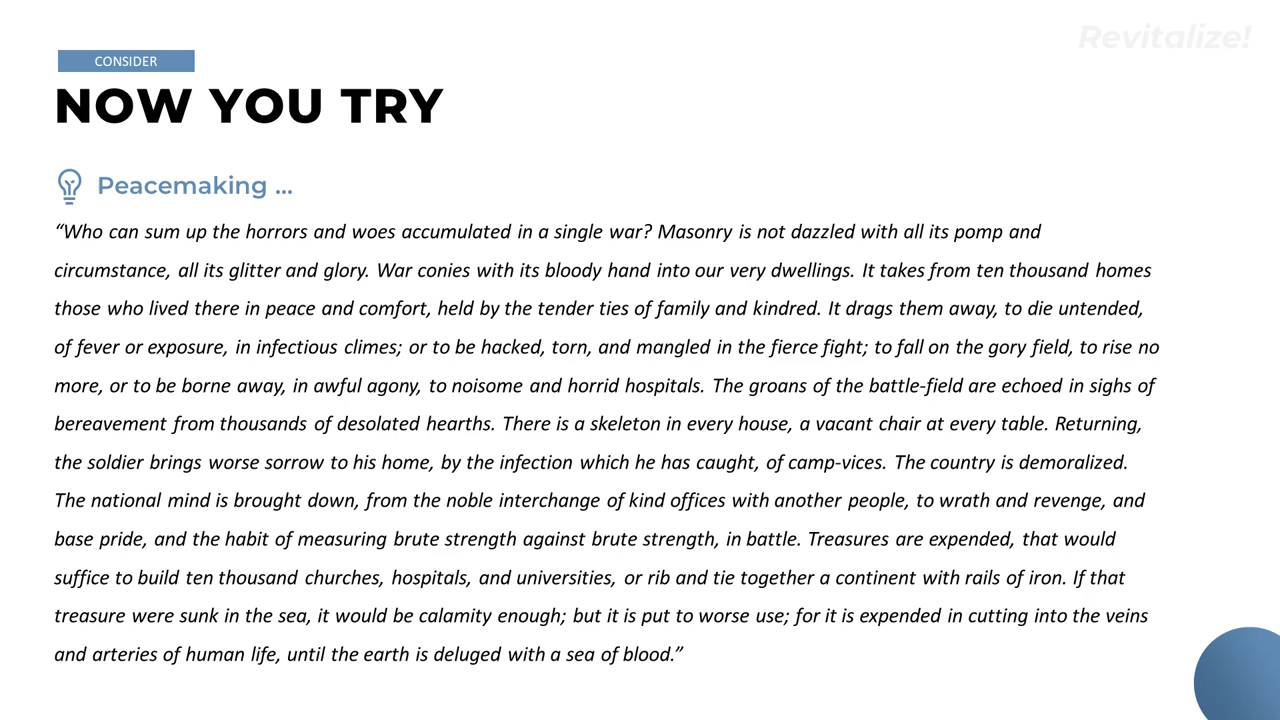 Revitalize!
CONSIDER
NOW YOU TRY
Peacemaking ...
“Who can sum up the horrors and woes accumulated in a single war? Masonry is not dazzled with all its pomp and
circumstance, all its glitter and glory. War conies with its bloody hand into our very dwellings. It takes from ten thousand homes
those who lived there in peace and comfort, held by the tender ties of family and kindred. It drags them away, to die untended,
of fever or exposure, in infectious climes; or to be hacked, torn, and mangled in the fierce fight; to fall on the gory field, to rise no
more, or to be borne away, in awful agony, to noisome and horrid hospitals. The groans of the battle-field are echoed in sighs of
bereavement from thousands of desolated hearths. There is a skeleton in every house, a vacant chair at every table. Returning,
the soldier brings worse sorrow to his home, by the infection which he has caught, of camp-vices. The country is demoralized.
The national mind is brought down, from the noble interchange of kind offices with another people, to wrath and revenge, and
base pride, and the habit of measuring brute strength against brute strength, in battle. Treasures are expended, that would
suffice to build ten thousand churches, hospitals, and universities, or rib and tie together a continent with rails of iron. If that
treasure were sunk in the sea, it would be calamity enough; but it is put to worse use; for it is expended in cutting into the veins
and arteries of human life, until the earth is deluged with a sea of blood.”